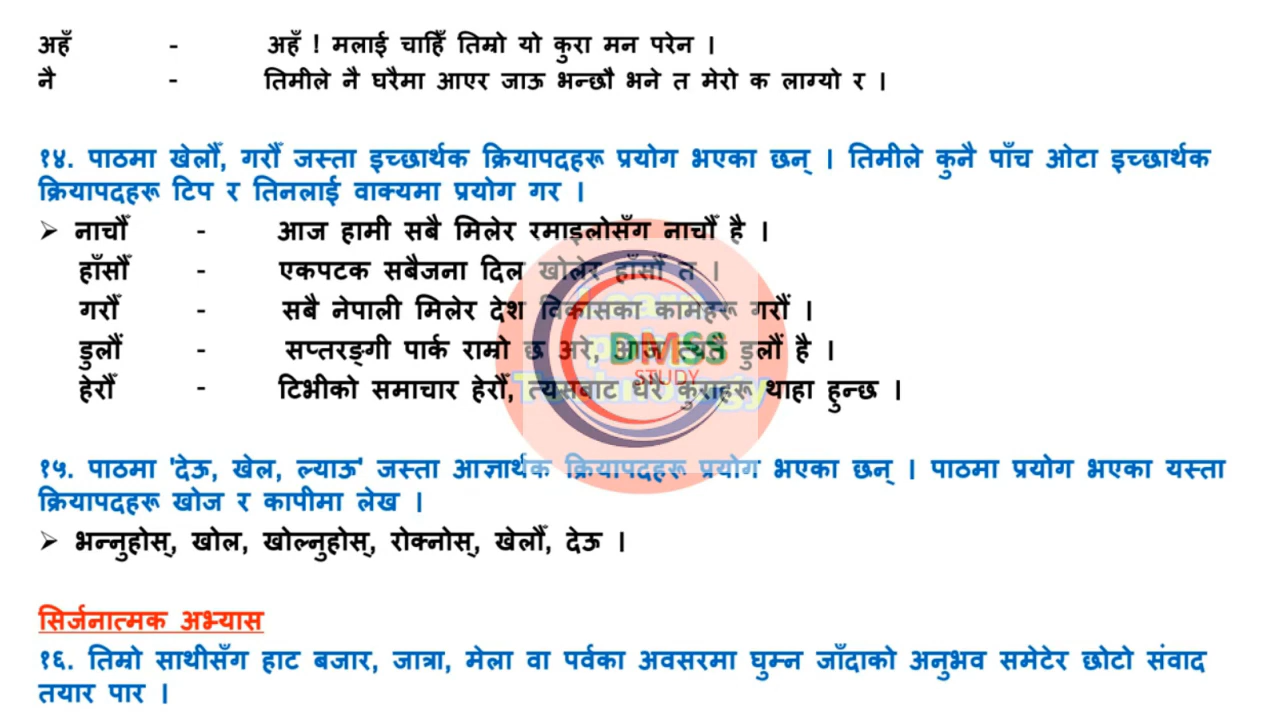 अहँ - अहँ ! मलाई चाहिँ तिम्रो यो कुरा मन परेन ।
नै - तिमीले नै घरैमा आएर जाऊ भन्छौ भने त मेरो क लाग्यो र ।
१४. पाठमा खेलौँ, गरौँ जस्ता इच्छार्थक क्रियापदहरू प्रयोग भएका छन् । तिमीले कुनै पाँच ओटा इच्छार्थक
क्रियापदहरू टिप र तिनलाई वाक्यमा प्रयोग गर ।
➢ नाचौँ - आज हामी सबै मिलेर रमाइलोसँग नाचौँ है ।
हाँसौँ - एकपटक सबैजना दिल खोलेर हाँसौँ त ।
गरौँ - सबै नेपाली मिलेर देश विकासका कामहरू गरौँ ।
डुलौँ - सप्तरङ्गी पार्क राम्रो छ अरे, आज त्यतै डुलौँ है ।
हेरौँ - टिभीको समाचार हेरौँ, त्यसबाट धेरै कुराहरू थाहा हुन्छ ।
DMSS
STUDY
१५. पाठमा 'देऊ, खेल, ल्याऊ' जस्ता आज्ञार्थक क्रियापदहरू प्रयोग भएका छन् । पाठमा प्रयोग भएका यस्ता
क्रियापदहरू खोज र कापीमा लेख ।
➢ भन्नुहोस्, खोल, खोल्नुहोस्, रोक्नोस्, खेलौँ, देऊ ।
सिर्जनात्मक अभ्यास
१६. तिम्रो साथीसँग हाट बजार, जात्रा, मेला वा पर्वका अवसरमा घुम्न जाँदाको अनुभव समेटेर छोटो संवाद
तयार पार ।